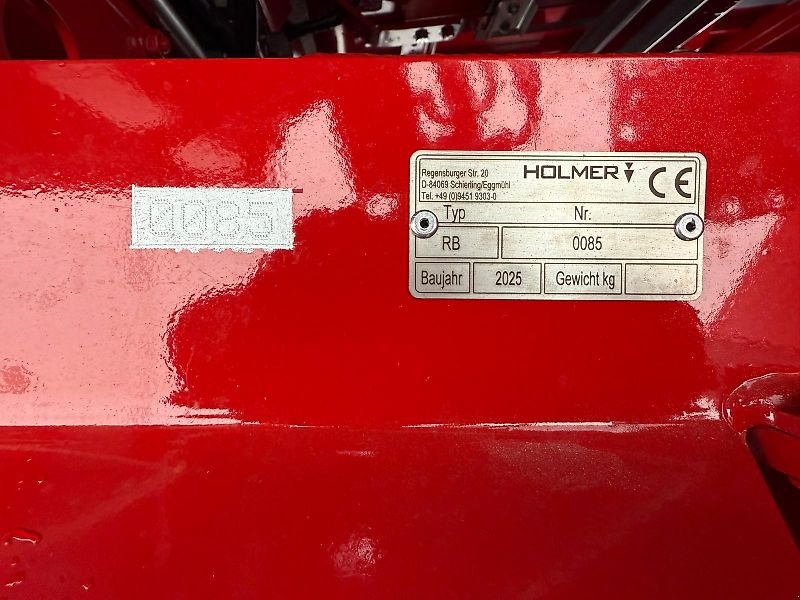 0085
Regensburger Str. 20
D-84069 Schierling/Eggmühl
Tel. +49 (0)9451 9303-0
HOLMER
CE
Typ Nr.
RB 0085
Baujahr 2025 Gewicht kg